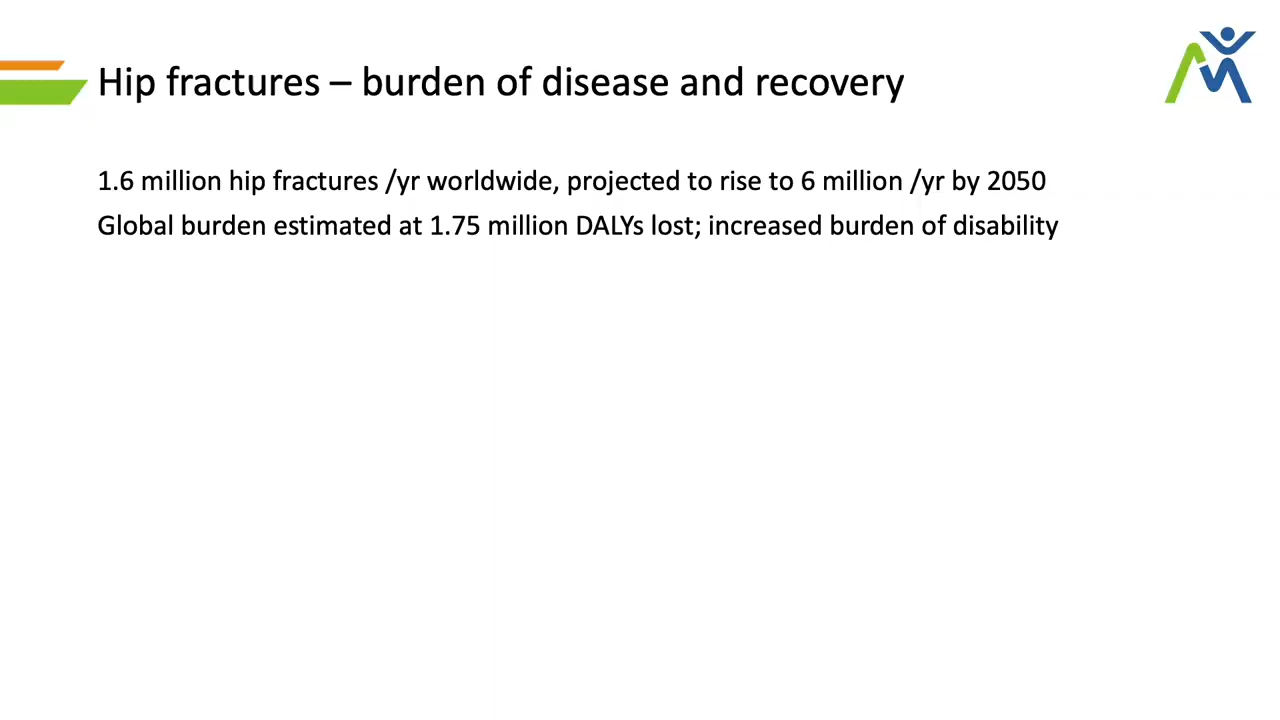 Hip fractures – burden of disease and recovery
1.6 million hip fractures /yr worldwide, projected to rise to 6 million /yr by 2050
Global burden estimated at 1.75 million DALYs lost; increased burden of disability